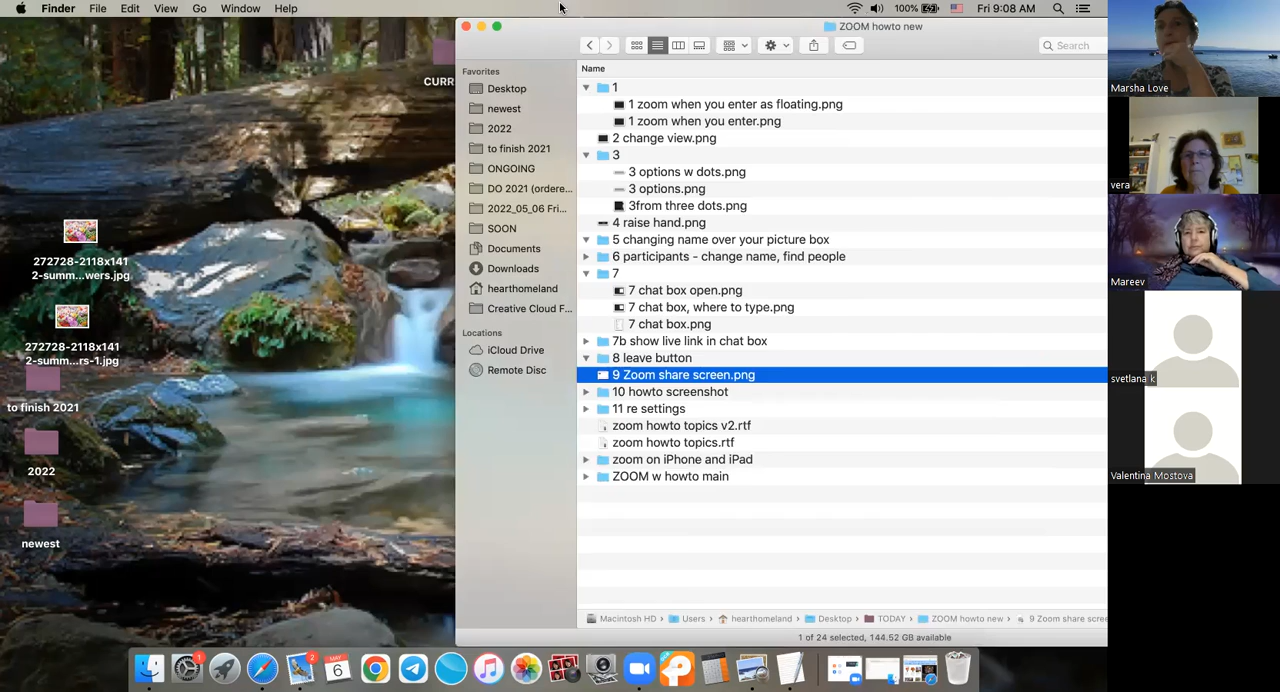 Finder File Edit View Go Window Help 100% Fri 9:08 AM
ZOOM howto new
Search
Favorites
Desktop
newest
2022
to finish 2021
ONGOING
DO 2021 (ordere...
2022_05_06 Fri...
SOON
Documents
Downloads
hearthomeland
Creative Cloud F...
Locations
iCloud Drive
Remote Disc
Name
1
1 zoom when you enter as floating.png
1 zoom when you enter.png
2 change view.png
3
3 options w dots.png
3 options.png
3from three dots.png
4 raise hand.png
5 changing name over your picture box
6 participants - change name, find people
7
7 chat box open.png
7 chat box, where to type.png
7 chat box.png
7b show live link in chat box
8 leave button
9 Zoom share screen.png
10 howto screenshot
11 re settings
zoom howto topics v2.rtf
zoom howto topics.rtf
zoom on iPhone and iPad
ZOOM w howto main
Macintosh HD › Users › hearthomeland › Desktop › TODAY › ZOOM howto new › 9 Zoom share scree
1 of 24 selected, 144.52 GB available
CURR
272728-2118x141
2-summ...wers.jpg
272728-2118x141
2-summ...rs-1.jpg
to finish 2021
2022
newest
1
2
MAY
6
Marsha Love
vera
Mareev
svetlana k
Valentina Mostova